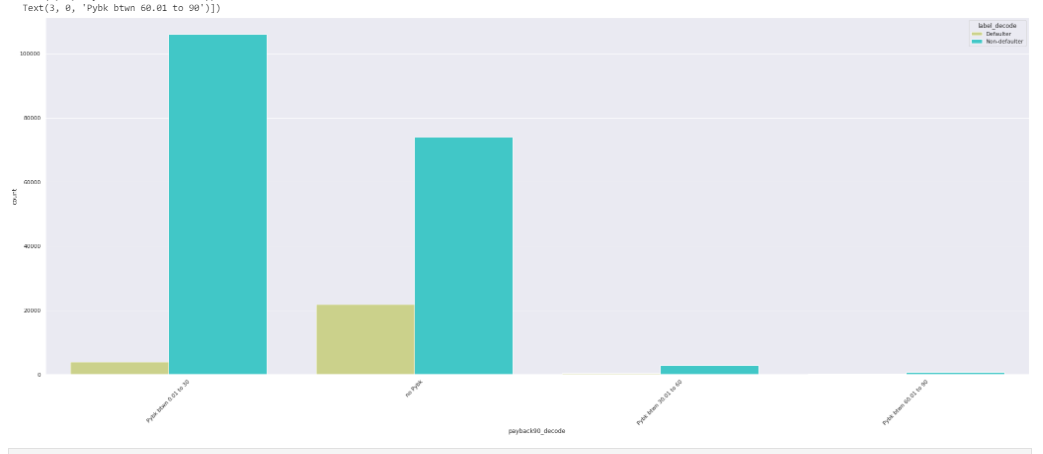 Text(3, 0, 'Pybk btwn 60.01 to 90')])
label_decode
Defaulter
Non-defaulter
100000
80000
60000
40000
20000
0
count
Pybk btwn 0.01 to 30
no Pybk
Pybk btwn 30.01 to 60
Pybk btwn 60.01 to 90
payback90_decode